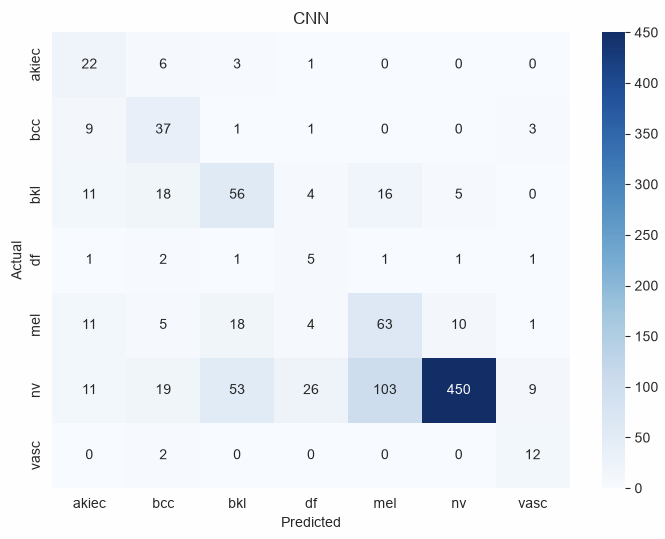 CNN
akiec 22 6 3 1 0 0 0
bcc 9 37 1 1 0 0 3
bkl 11 18 56 4 16 5 0
df 1 2 1 5 1 1 1
mel 11 5 18 4 63 10 1
nv 11 19 53 26 103 450 9
vasc 0 2 0 0 0 0 12
akiec bcc bkl df mel nv vasc
Predicted
Actual
450
400
350
300
250
200
150
100
50
0